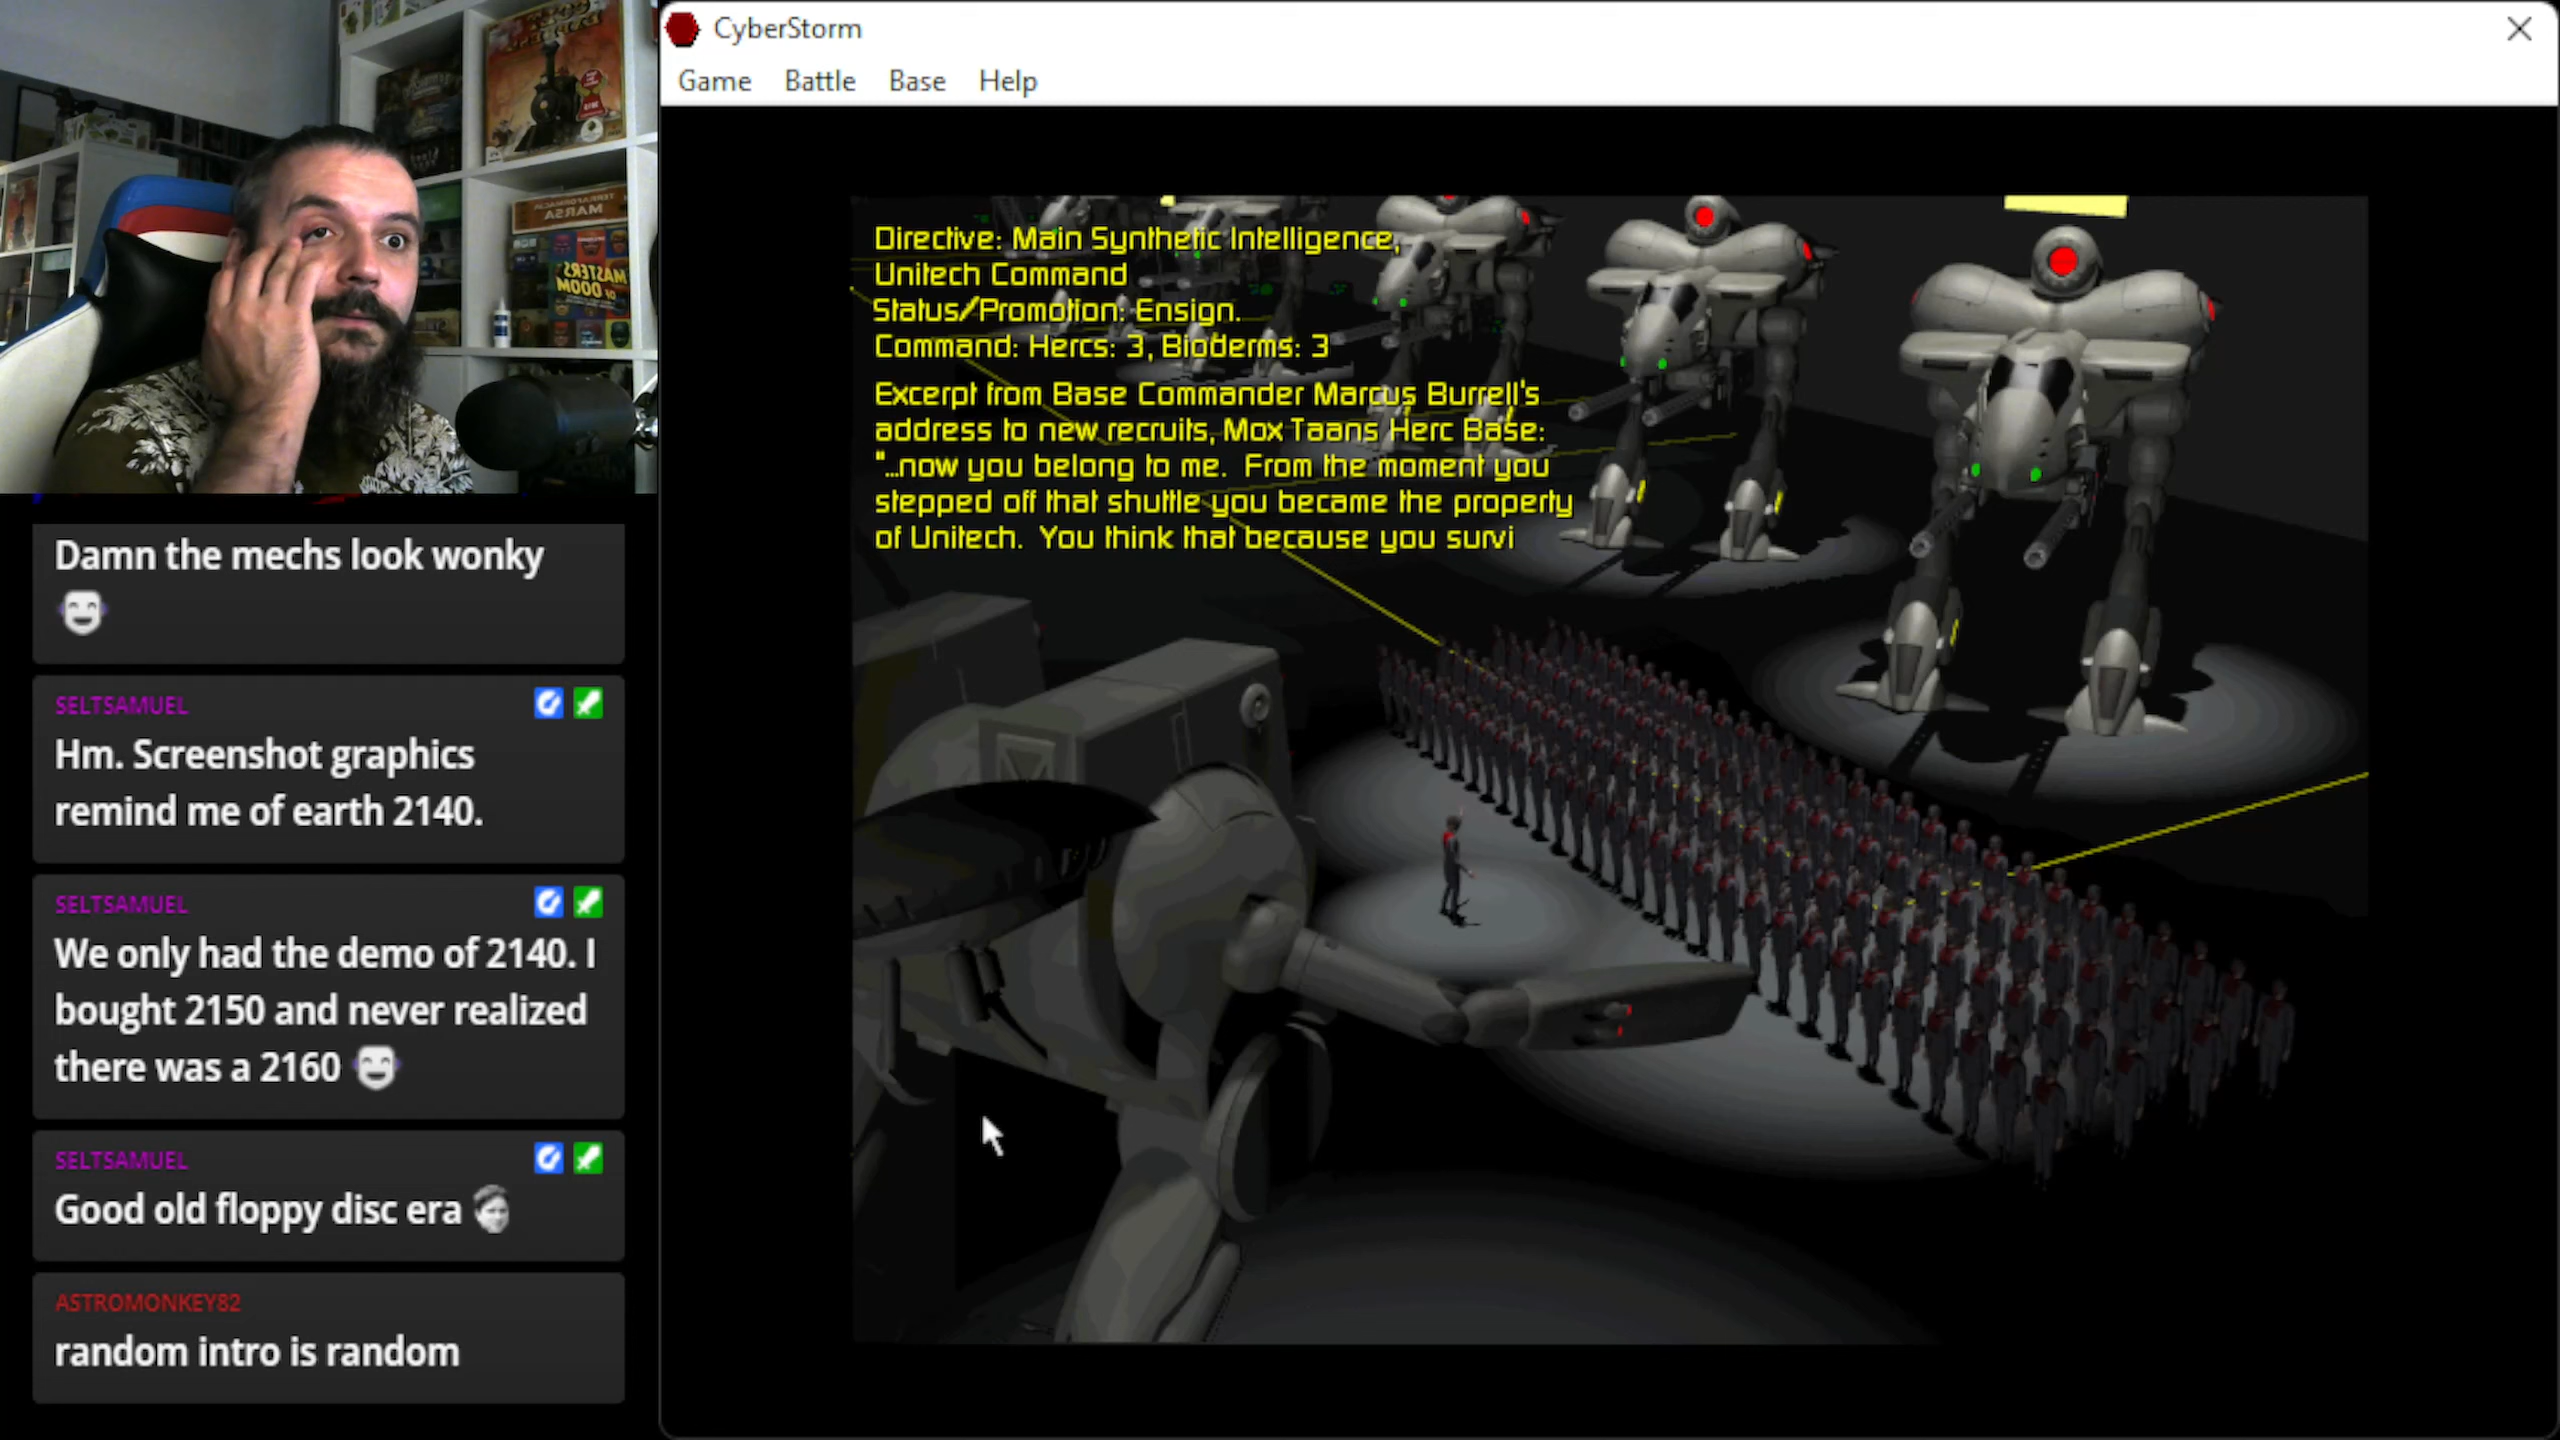 CyberStorm
Game Battle Base Help
Directive: Main Synthetic Intelligence,
Unitech Command
Status/Promotion: Ensign.
Command: Hercs: 3, Bioderms: 3
Excerpt from Base Commander Marcus Burrell's
address to new recruits, Mox Taans Herc Base:
"...now you belong to me. From the moment you
stepped off that shuttle you became the property
of Unitech. You think that because you survi
MARSA
MASTERS
OF DOOM
Damn the mechs look wonky
SELTSAMUEL
Hm. Screenshot graphics
remind me of earth 2140.
SELTSAMUEL
We only had the demo of 2140. I
bought 2150 and never realized
there was a 2160
SELTSAMUEL
Good old floppy disc era
ASTROMONKEY82
random intro is random